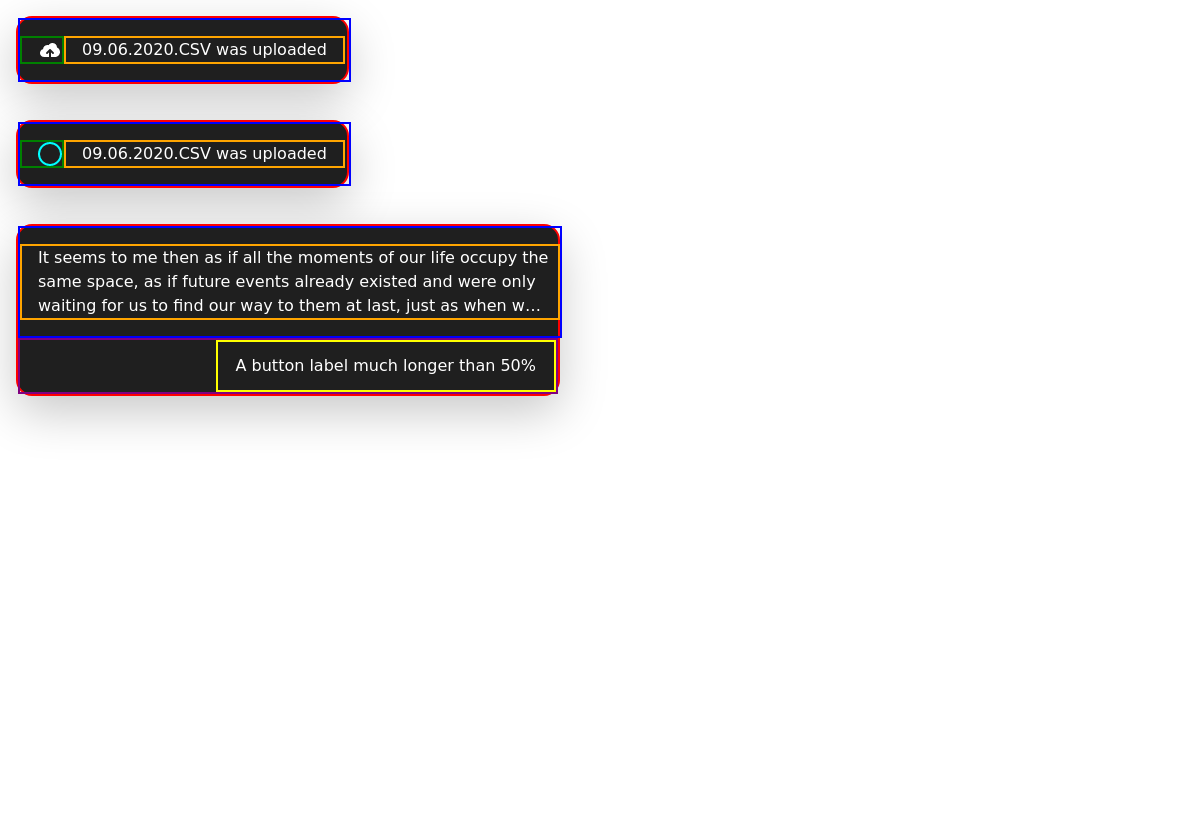 09.06.2020.CSV was uploaded
09.06.2020.CSV was uploaded
It seems to me then as if all the moments of our life occupy the
same space, as if future events already existed and were only
waiting for us to find our way to them at last, just as when w…
A button label much longer than 50%